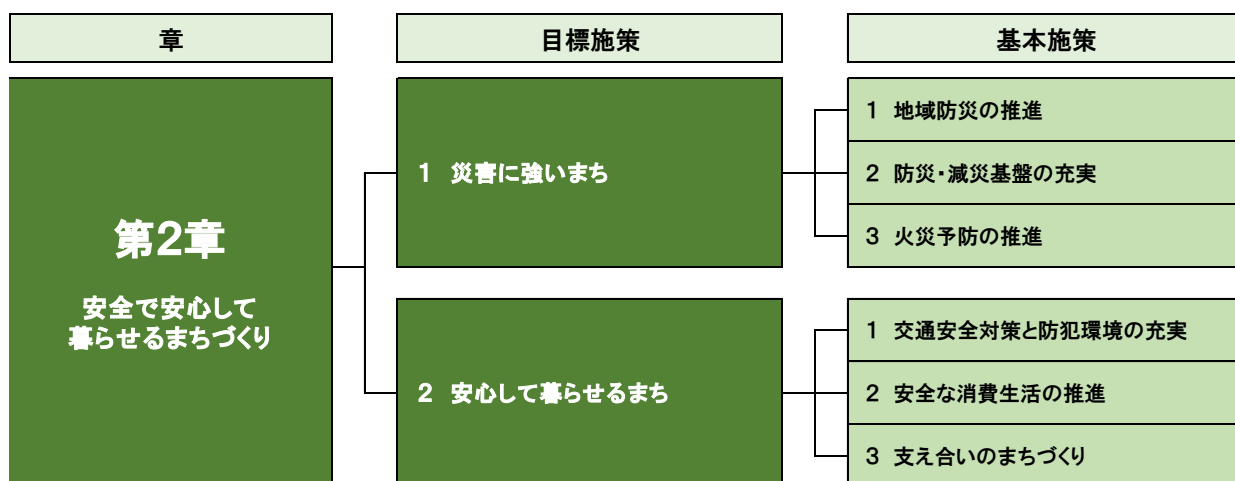 章
目標施策
基本施策
第2章
安全で安心して
暮らせるまちづくり
1 災害に強いまち
1 地域防災の推進
2 防災・減災基盤の充実
3 火災予防の推進
2 安心して暮らせるまち
1 交通安全対策と防犯環境の充実
2 安全な消費生活の推進
3 支え合いのまちづくり